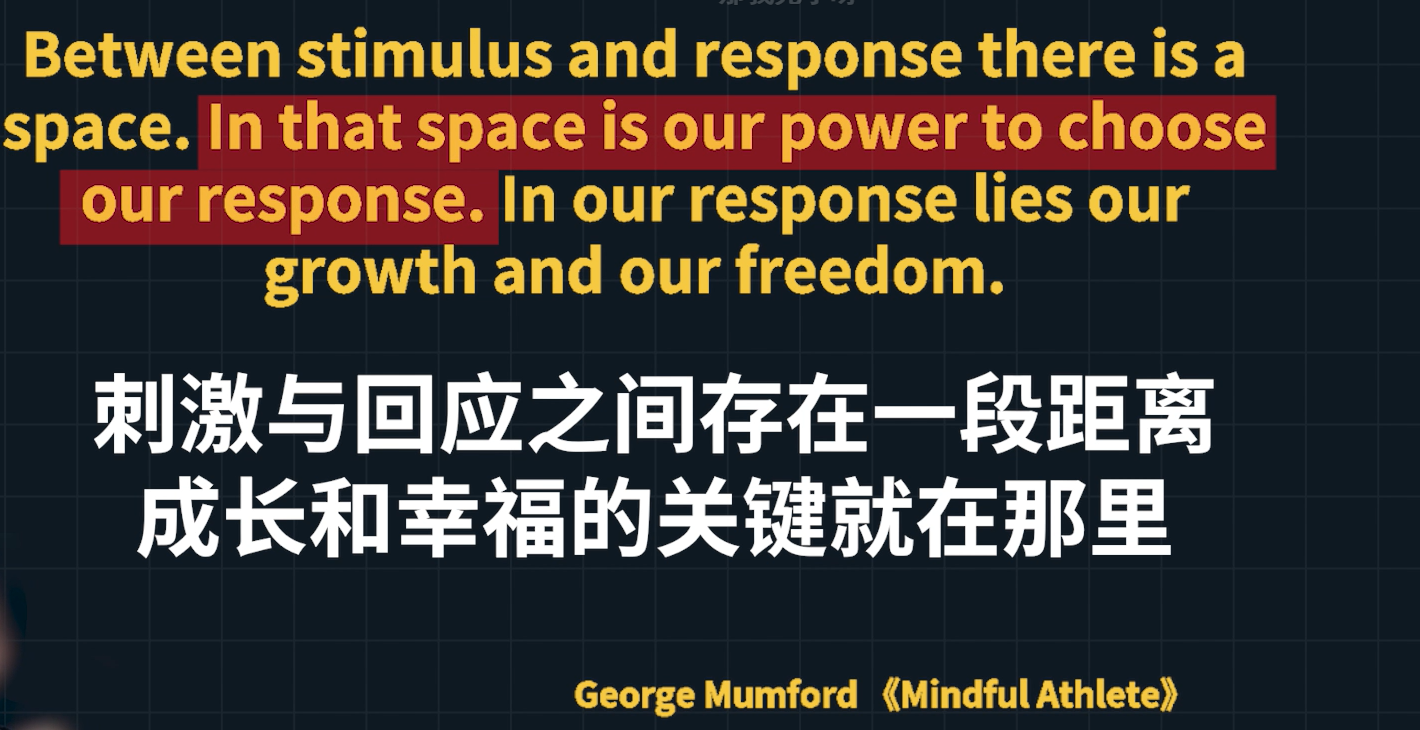 Between stimulus and response there is a
space. In that space is our power to choose
our response. In our response lies our
growth and our freedom.
刺激与回应之间存在一段距离
成长和幸福的关键就在那里
George Mumford 《Mindful Athlete》